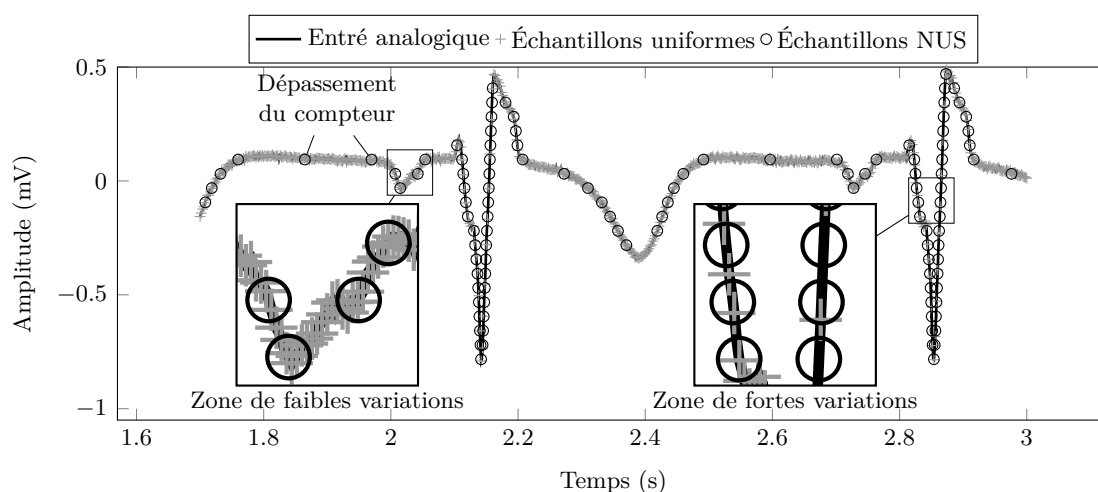 Entré analogique Échantillons uniformes Échantillons NUS
0.5
Dépassement
du compteur
0
−0.5
−1
Amplitude (mV)
Zone de faibles variations
Zone de fortes variations
1.6 1.8 2 2.2 2.4 2.6 2.8 3
Temps (s)